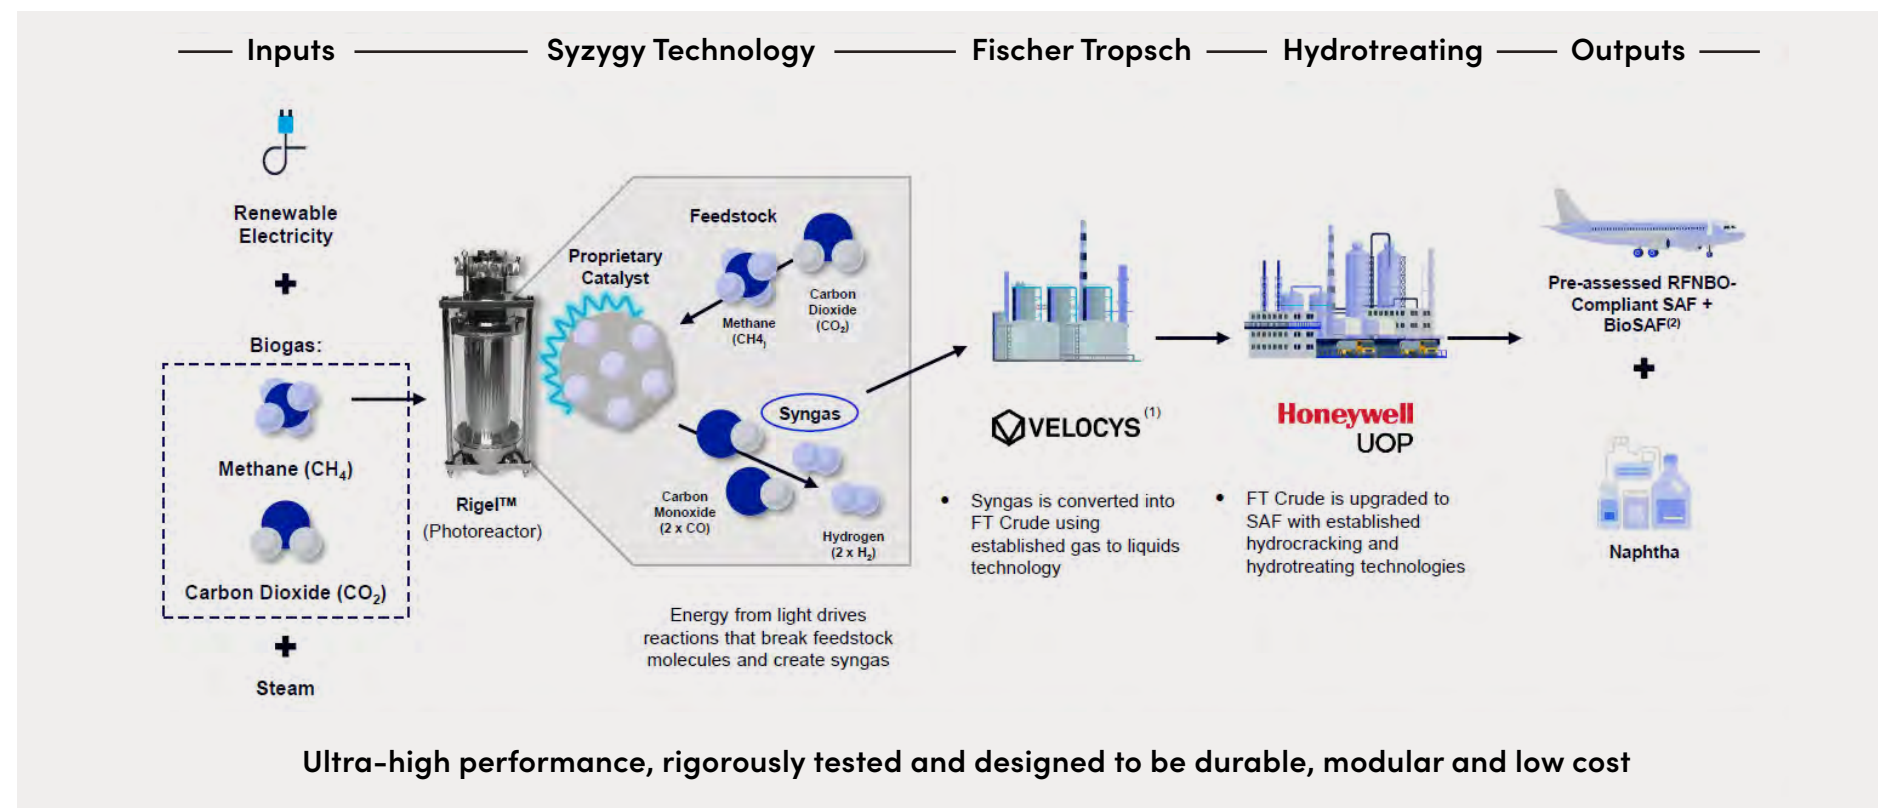 Inputs
Syzygy Technology
Fischer Tropsch
Hydrotreating
Outputs
Renewable
Electricity
+
Biogas:
Methane (CH₄)
Carbon Dioxide (CO₂)
+
Steam
Rigel™
(Photoreactor)
Proprietary
Catalyst
Feedstock
Methane
(CH4)
Carbon
Dioxide
(CO₂)
Syngas
Carbon
Monoxide
(2 x CO)
Hydrogen
(2 x H₂)
Energy from light drives
reactions that break feedstock
molecules and create syngas
VELOCYS (1)
• Syngas is converted into
FT Crude using
established gas to liquids
technology
Honeywell
UOP
• FT Crude is upgraded to
SAF with established
hydrocracking and
hydrotreating technologies
Pre-assessed RFNBO-
Compliant SAF +
BioSAF(2)
+
Naphtha
Ultra-high performance, rigorously tested and designed to be durable, modular and low cost